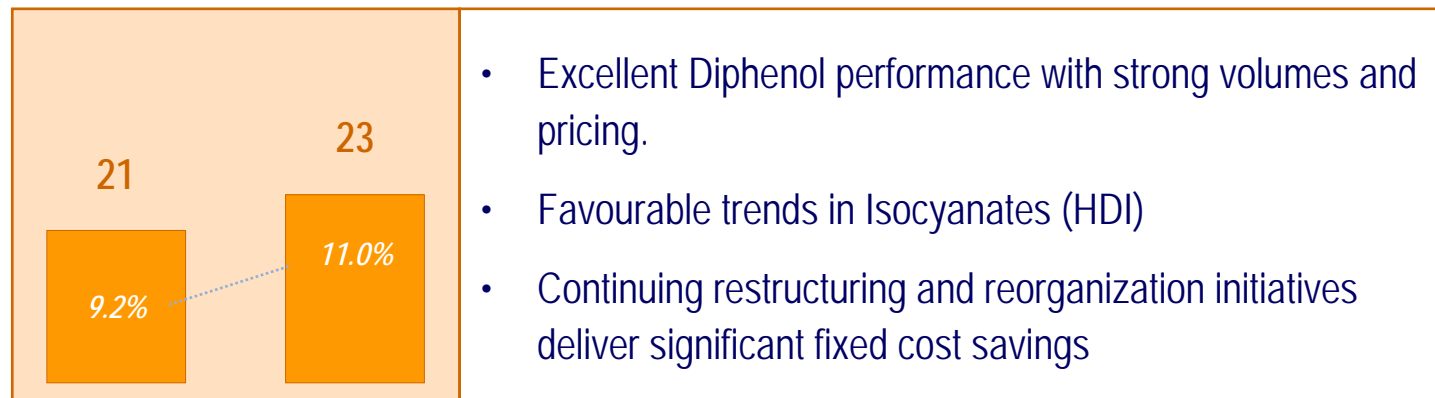 21
23
9.2%
11.0%
• Excellent Diphenol performance with strong volumes and
pricing.
• Favourable trends in Isocyanates (HDI)
• Continuing restructuring and reorganization initiatives
deliver significant fixed cost savings